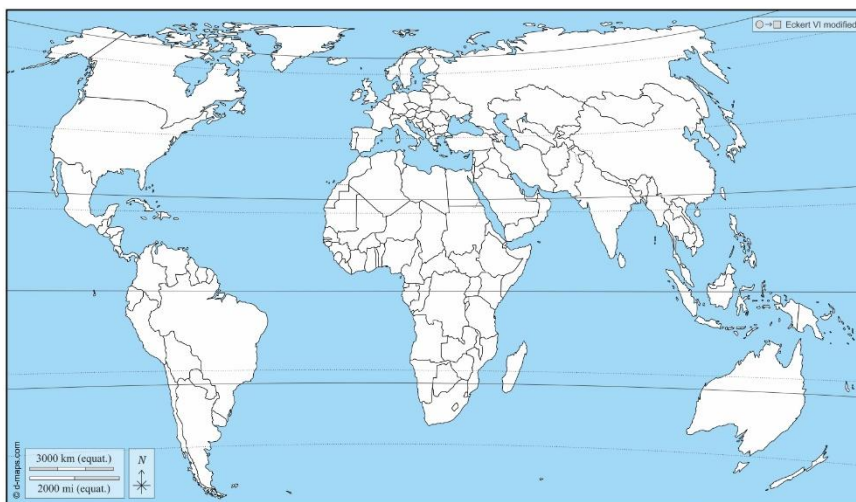 Eckert VI modified
3000 km (equat.)
2000 mi (equat.)
N
© d-maps.com